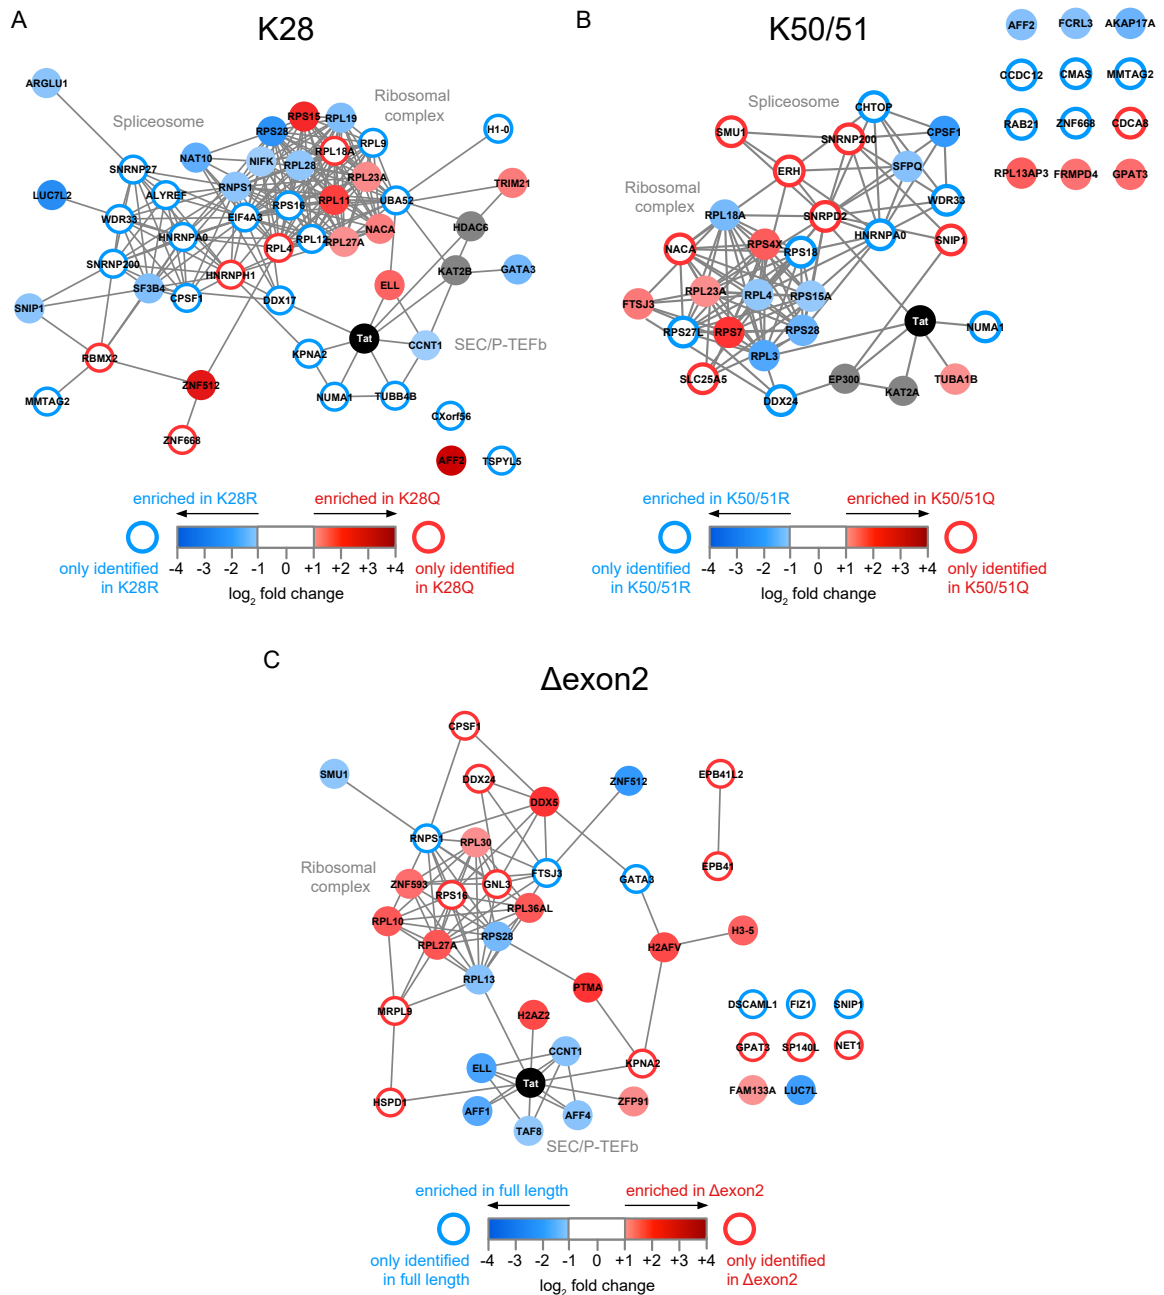 A
K28
ARGLU1
Spliceosome
Ribosomal
complex
RPS15
RPL19
RPS28
H1-0
RPL9
RPL18A
NAT10
NIFK
RPL28
SNRNP27
RPL23A
TRIM21
LUC7L2
ALYREF
RNPS1
RPL11
UBA52
RPS16
WDR33
EIF4A3
NACA
HDAC6
HNRNPA0
RPL12
RPL27A
RPL4
SNRNP200
HNRNPH1
KAT2B
GATA3
SF3B4
CPSF1
DDX17
ELL
SNIP1
Tat
CCNT1
SEC/P-TEFb
RBMX2
KPNA2
ZNF512
NUMA1
TUBB4B
MMTAG2
CXorf56
ZNF668
AFF2
TSPYL5
enriched in K28R
enriched in K28Q
only identified
in K28R
-4 -3 -2 -1 0 +1 +2 +3 +4
log2 fold change
only identified
in K28Q
B
K50/51
AFF2
FCRL3
AKAP17A
CCDC12
CMAS
MMTAG2
RAB21
ZNF668
CDCA8
RPL13AP3
FRMPD4
GPAT3
Spliceosome
CHTOP
SMU1
SNRNP200
CPSF1
ERH
SFPQ
Ribosomal
complex
WDR33
RPL18A
SNRPD2
HNRNPA0
SNIP1
NACA
RPS4X
RPS18
FTSJ3
RPL23A
RPL4
RPS15A
RPS27L
RPS7
RPS28
Tat
NUMA1
RPL3
SLC25A5
EP300
TUBA1B
KAT2A
DDX24
enriched in K50/51R
enriched in K50/51Q
only identified
in K50/51R
-4 -3 -2 -1 0 +1 +2 +3 +4
log2 fold change
only identified
in K50/51Q
C
Δexon2
CPSF1
SMU1
DDX24
ZNF512
EPB41L2
DDX5
RNPS1
RPL30
Ribosomal
complex
FTSJ3
EPB41
ZNF593
GNL3
GATA3
RPS16
RPL36AL
RPL10
RPS28
H3-5
RPL27A
H2AFV
RPL13
PTMA
MRPL9
H2AZ2
DSCAML1
FIZ1
SNIP1
CCNT1
KPNA2
GPAT3
SP140L
NET1
ELL
Tat
FAM133A
LUC7L
HSPD1
AFF1
AFF4
ZFP91
TAF8
SEC/P-TEFb
enriched in full length
enriched in Δexon2
only identified
in full length
-4 -3 -2 -1 0 +1 +2 +3 +4
log2 fold change
only identified
in Δexon2